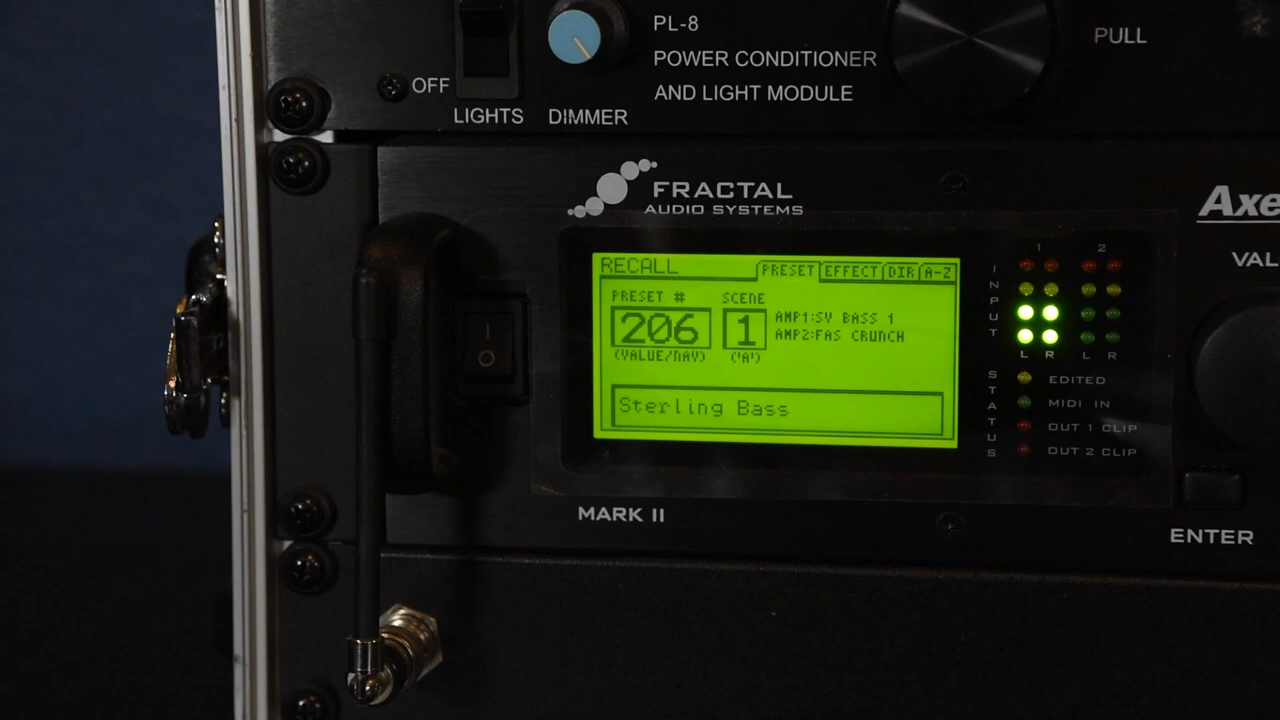 PL-8
POWER CONDITIONER
AND LIGHT MODULE
PULL
OFF
LIGHTS
DIMMER
FRACTAL
AUDIO SYSTEMS
Axe
VAL
RECALL
PRESET EFFECT DIR A-Z
PRESET # SCENE
206 1
AMP1:SV BASS 1
AMP2:FAS CRUNCH
(VALUE/NAV) ('A')
Sterling Bass
1 2
INPUT
L R L R
STATUS
EDITED
MIDI IN
OUT 1 CLIP
OUT 2 CLIP
MARK II
ENTER